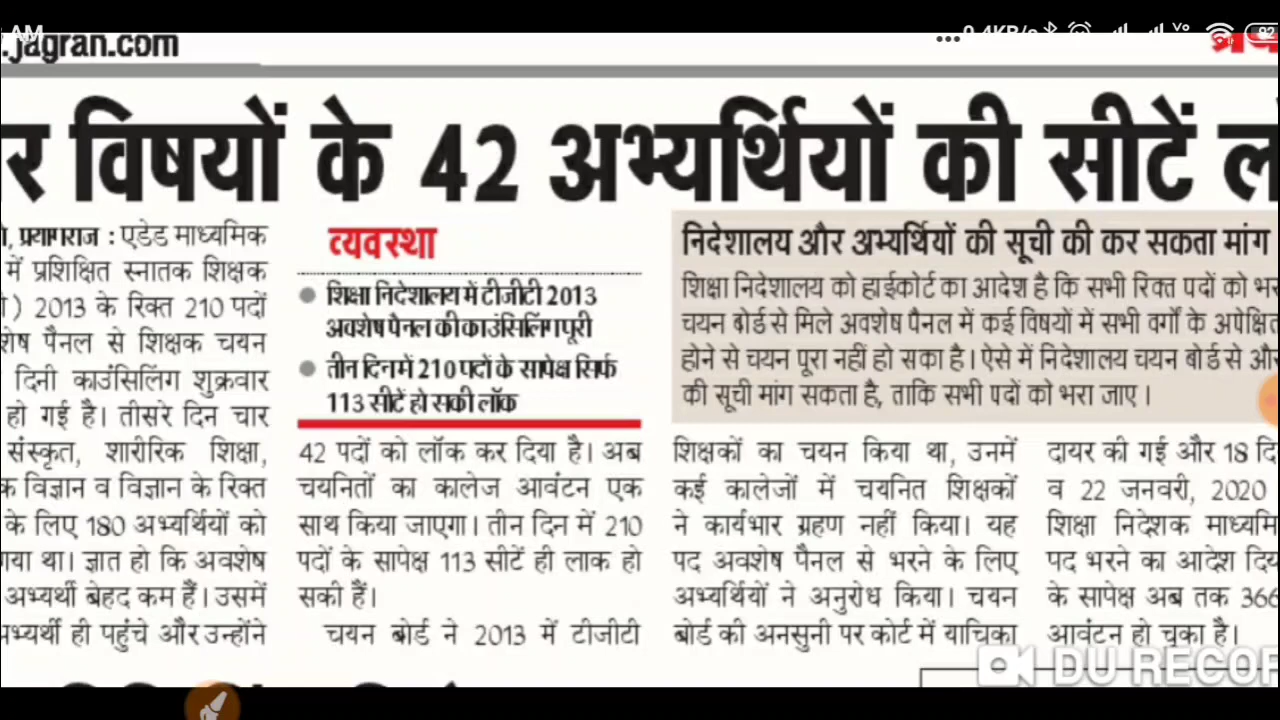 AM
.jagran.com
... 0.4KB/s
82
र विषयों के 42 अभ्यर्थियों की सीटें ल
, प्रयागराज : एडेड माध्यमिक
में प्रशिक्षित स्नातक शिक्षक
) 2013 के रिक्त 210 पदों
शेष पैनल से शिक्षक चयन
दिनी काउंसिलिंग शुक्रवार
हो गई है। तीसरे दिन चार
संस्कृत, शारीरिक शिक्षा,
क विज्ञान व विज्ञान के रिक्त
के लिए 180 अभ्यर्थियों को
गया था। ज्ञात हो कि अवशेष
अभ्यर्थी बेहद कम हैं। उसमें
भ्यर्थी ही पहुंचे और उन्होंने
व्यवस्था
शिक्षा निदेशालय में टीजीटी 2013
अवशेष पैनल की काउंसिलिंग पूरी
तीन दिन में 210 पदों के सापेक्ष सिर्फ
113 सीटें हो सकी लॉक
42 पदों को लॉक कर दिया है। अब
चयनितों का कालेज आवंटन एक
साथ किया जाएगा। तीन दिन में 210
पदों के सापेक्ष 113 सीटें ही लाक हो
सकी हैं।
चयन बोर्ड ने 2013 में टीजीटी
निदेशालय और अभ्यर्थियों की सूची की कर सकता मांग
शिक्षा निदेशालय को हाईकोर्ट का आदेश है कि सभी रिक्त पदों को भर
चयन बोर्ड से मिले अवशेष पैनल में कई विषयों में सभी वर्गों के अपेक्षित
होने से चयन पूरा नहीं हो सका है। ऐसे में निदेशालय चयन बोर्ड से और
की सूची मांग सकता है, ताकि सभी पदों को भरा जाए।
शिक्षकों का चयन किया था, उनमें
कई कालेजों में चयनित शिक्षकों
ने कार्यभार ग्रहण नहीं किया। यह
पद अवशेष पैनल से भरने के लिए
अभ्यर्थियों ने अनुरोध किया। चयन
बोर्ड की अनसुनी पर कोर्ट में याचिका
दायर की गई और 18 दि
व 22 जनवरी, 2020
शिक्षा निदेशक माध्यमि
पद भरने का आदेश दिय
के सापेक्ष अब तक 366
आवंटन हो चुका है।
DU RECOR